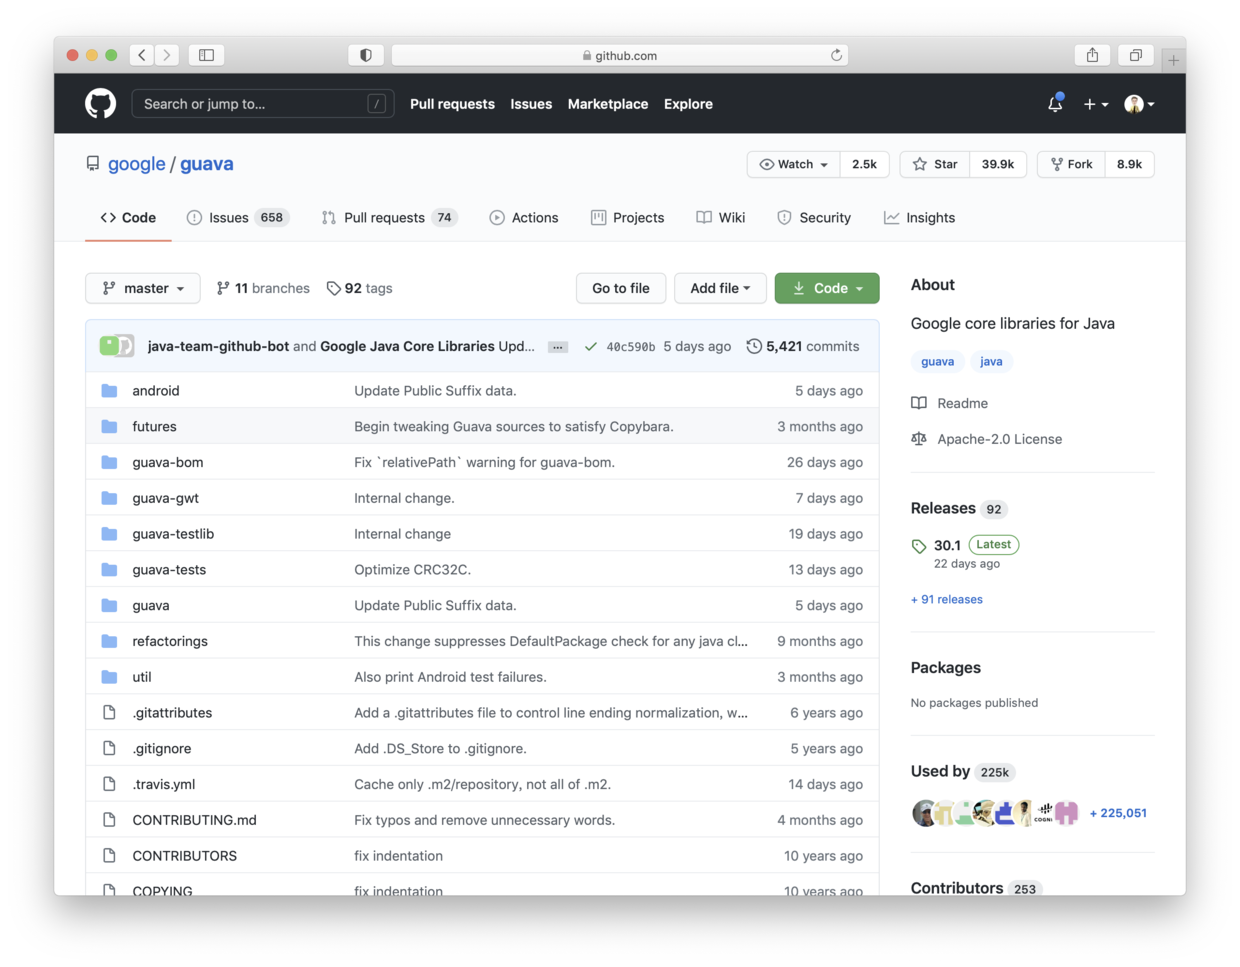 github.com
Search or jump to... / Pull requests Issues Marketplace Explore
google / guava Watch 2.5k Star 39.9k Fork 8.9k
Code Issues 658 Pull requests 74 Actions Projects Wiki Security Insights
master 11 branches 92 tags Go to file Add file Code
java-team-github-bot and Google Java Core Libraries Upd... ... 40c590b 5 days ago 5,421 commits
android Update Public Suffix data. 5 days ago
futures Begin tweaking Guava sources to satisfy Copybara. 3 months ago
guava-bom Fix `relativePath` warning for guava-bom. 26 days ago
guava-gwt Internal change. 7 days ago
guava-testlib Internal change 19 days ago
guava-tests Optimize CRC32C. 13 days ago
guava Update Public Suffix data. 5 days ago
refactorings This change suppresses DefaultPackage check for any java cl... 9 months ago
util Also print Android test failures. 3 months ago
.gitattributes Add a .gitattributes file to control line ending normalization, w... 6 years ago
.gitignore Add .DS_Store to .gitignore. 5 years ago
.travis.yml Cache only .m2/repository, not all of .m2. 14 days ago
CONTRIBUTING.md Fix typos and remove unnecessary words. 4 months ago
CONTRIBUTORS fix indentation 10 years ago
COPYING fix indentation 10 years ago
About
Google core libraries for Java
guava java
Readme
Apache-2.0 License
Releases 92
30.1 Latest
22 days ago
+ 91 releases
Packages
No packages published
Used by 225k
COGNI
+ 225,051
Contributors 253